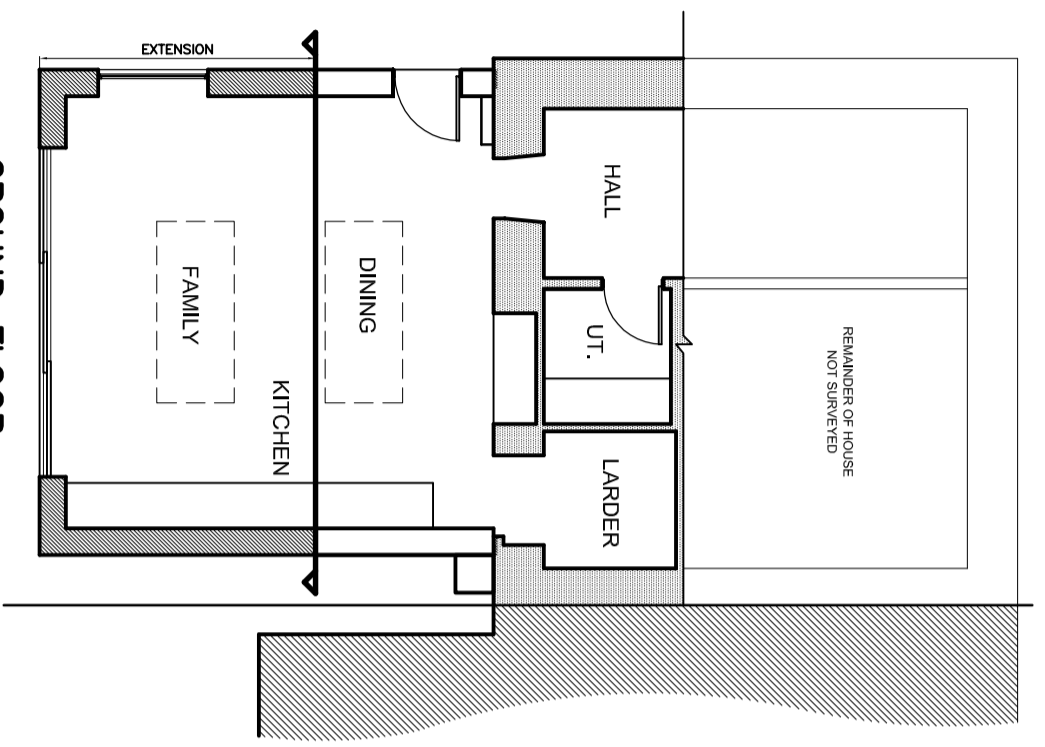 EXTENSION
HALL
UT.
LARDER
DINING
FAMILY
KITCHEN
REMAINDER OF HOUSE
NOT SURVEYED
GROUND FLOOR